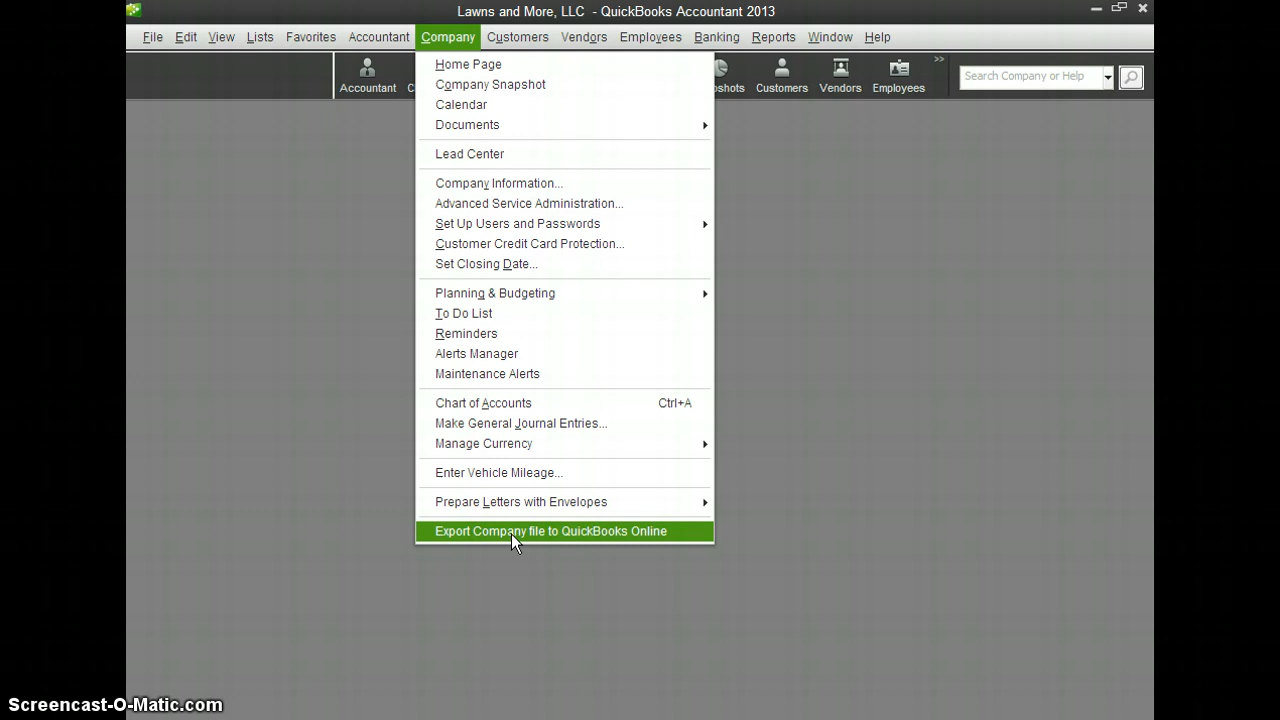 Lawns and More, LLC - QuickBooks Accountant 2013
File Edit View Lists Favorites Accountant Company Customers Vendors Employees Banking Reports Window Help
Accountant Customers Vendors Employees Search Company or Help
Home Page
Company Snapshot
Calendar
Documents
Lead Center
Company Information...
Advanced Service Administration...
Set Up Users and Passwords
Customer Credit Card Protection...
Set Closing Date...
Planning & Budgeting
To Do List
Reminders
Alerts Manager
Maintenance Alerts
Chart of Accounts Ctrl+A
Make General Journal Entries...
Manage Currency
Enter Vehicle Mileage...
Prepare Letters with Envelopes
Export Company file to QuickBooks Online
Screencast-O-Matic.com